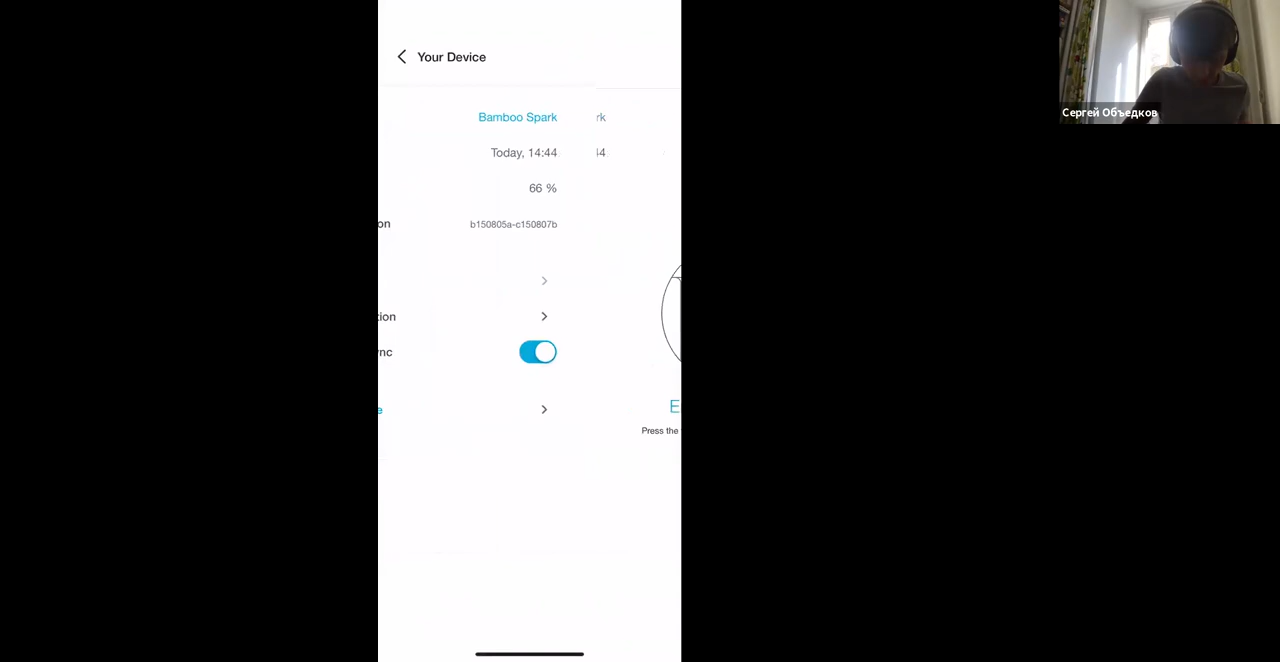 Your Device
Bamboo Spark
rk
Today, 14:44
44
66 %
on
b150805a-c150807b
tion
nc
e
E
Press the
Сергей Объедков